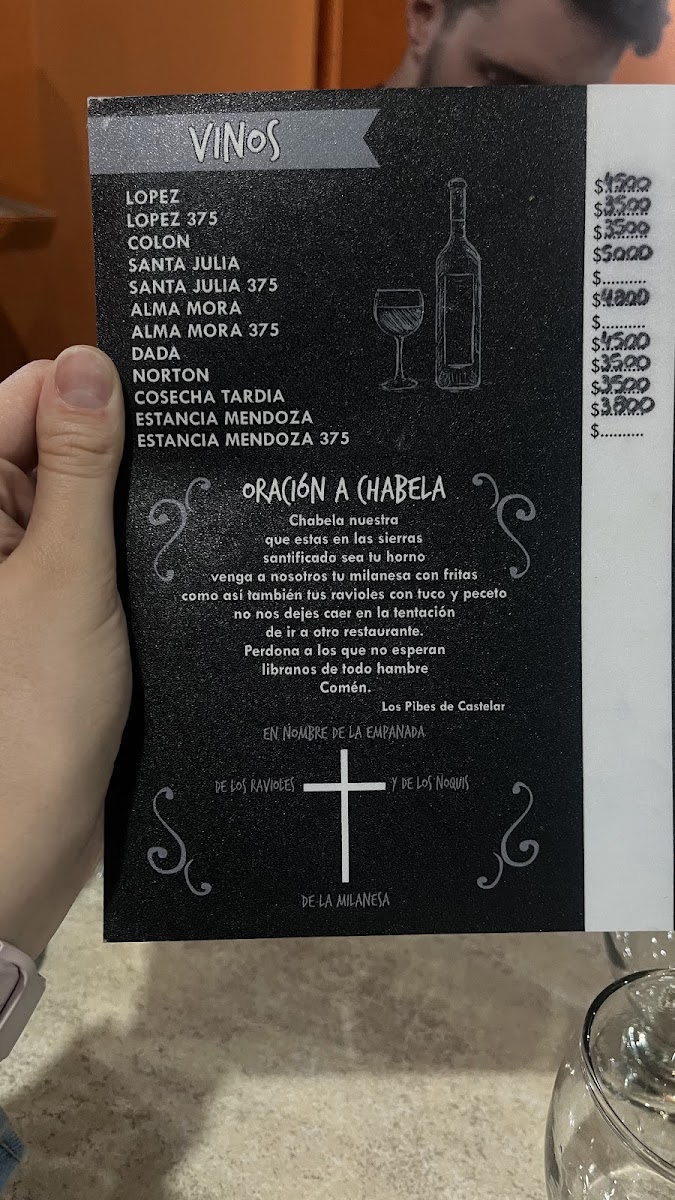 VINOS
LOPEZ $4500
LOPEZ 375 $3500
COLON $3500
SANTA JULIA $5000
SANTA JULIA 375 $..........
ALMA MORA $4200
ALMA MORA 375 $..........
DADA $4500
NORTON $3500
COSECHA TARDIA $3500
ESTANCIA MENDOZA $3.800
ESTANCIA MENDOZA 375 $..........
ORACIÓN A CHABELA
Chabela nuestra
que estas en las sierras
santificado sea tu horno
venga a nosotros tu milanesa con fritas
como así también tus ravioles con tuco y peceto
no nos dejes caer en la tentación
de ir a otro restaurante.
Perdona a los que no esperan
libranos de todo hambre
Comén.
Los Pibes de Castelar
EN NOMBRE DE LA EMPANADA
DE LOS RAVIOLES Y DE LOS ÑOQUIS
DE LA MILANESA